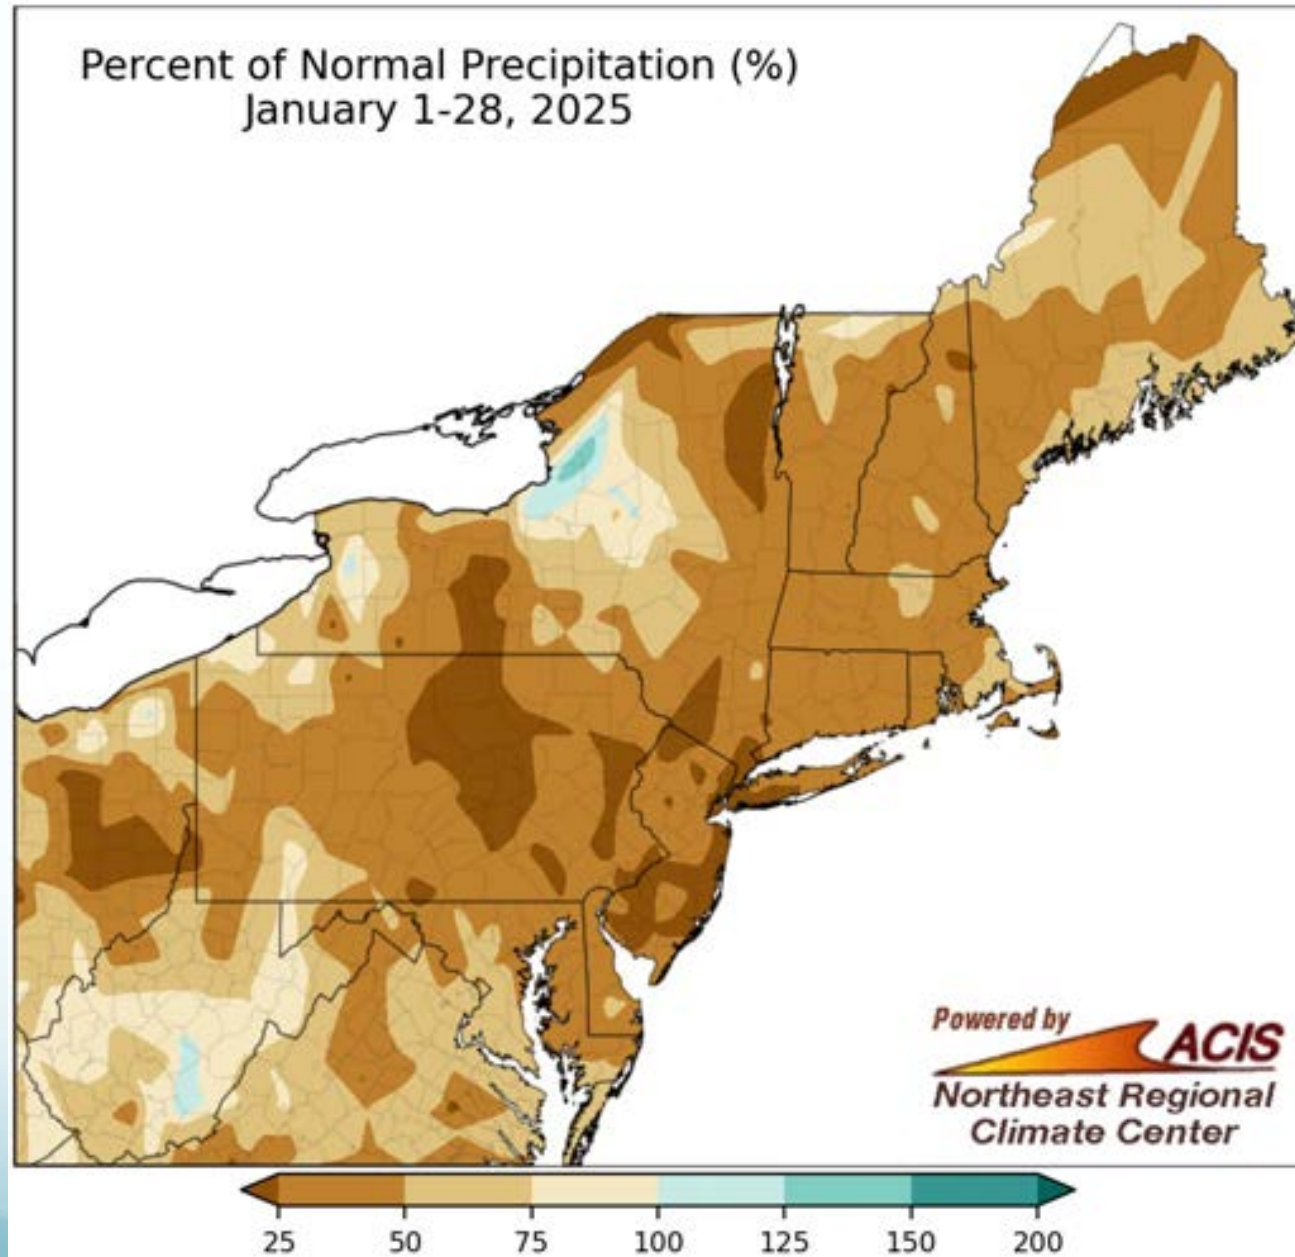 Percent of Normal Precipitation (%)
January 1-28, 2025
Powered by
ACIS
Northeast Regional
Climate Center
25 50 75 100 125 150 200